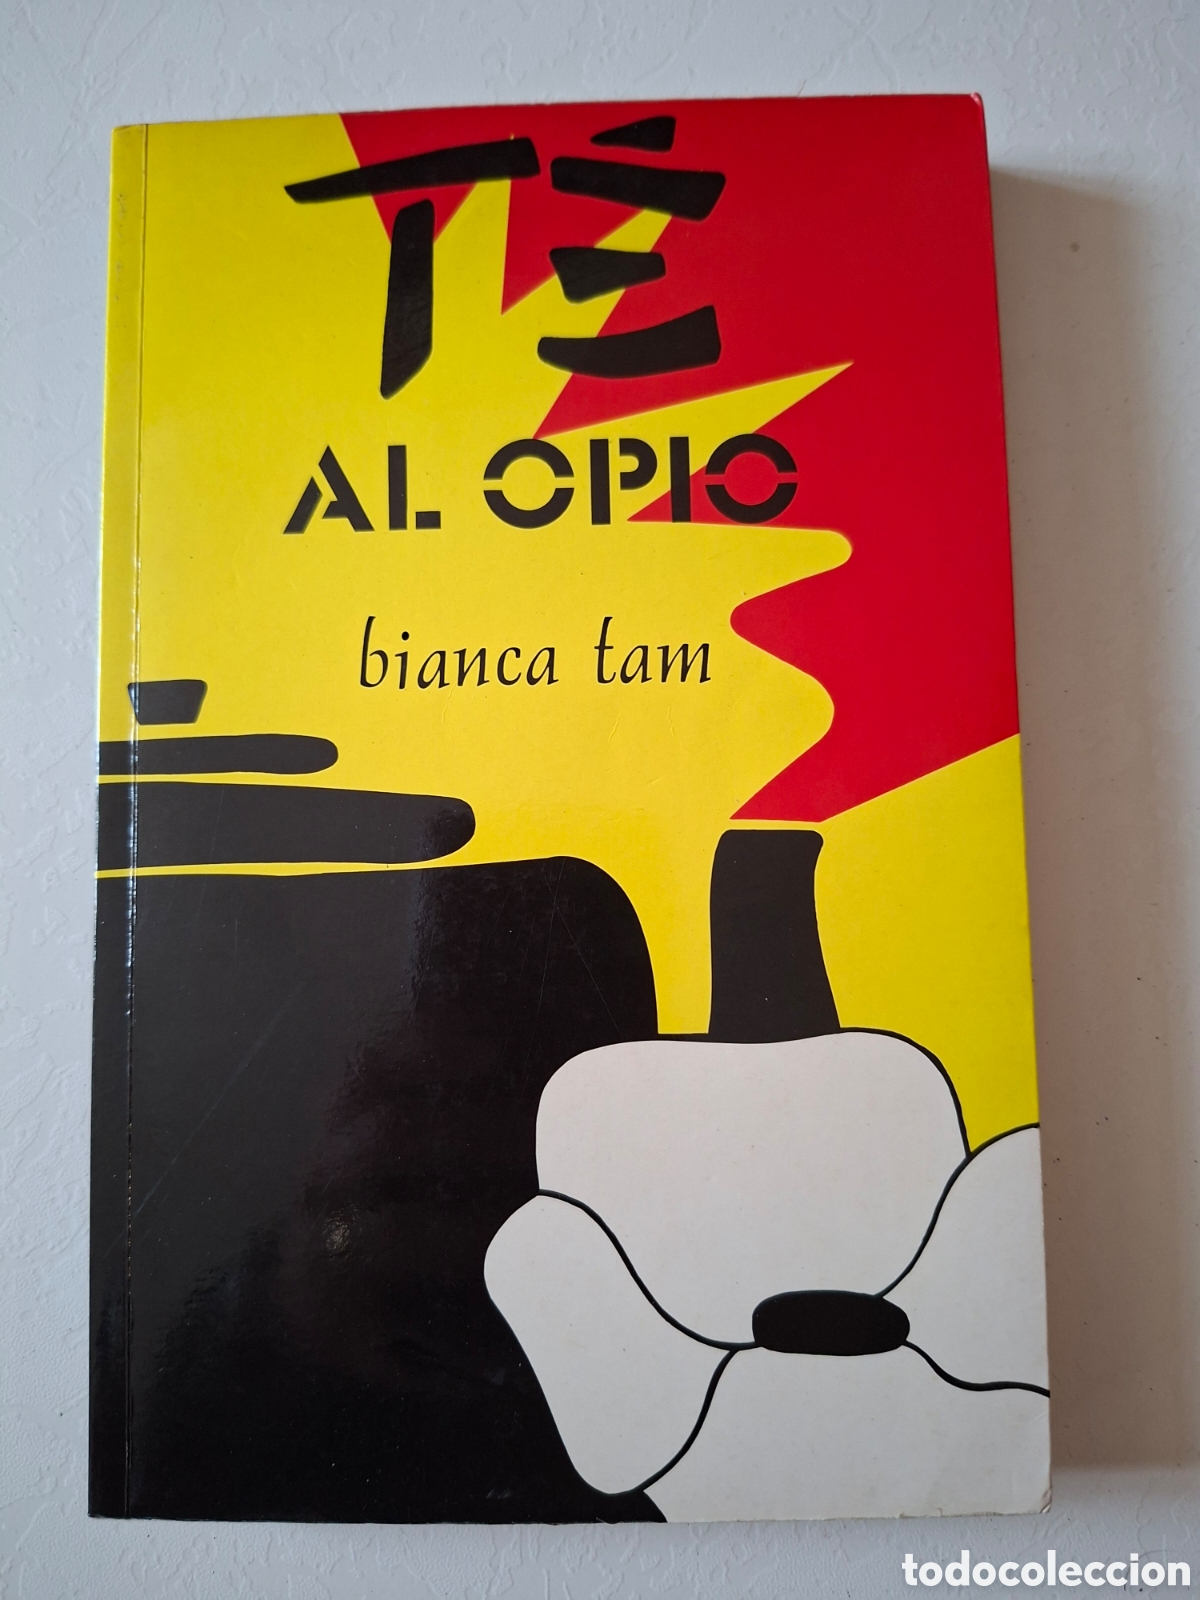 TÉ
AL OPIO
bianca tam
todocoleccion